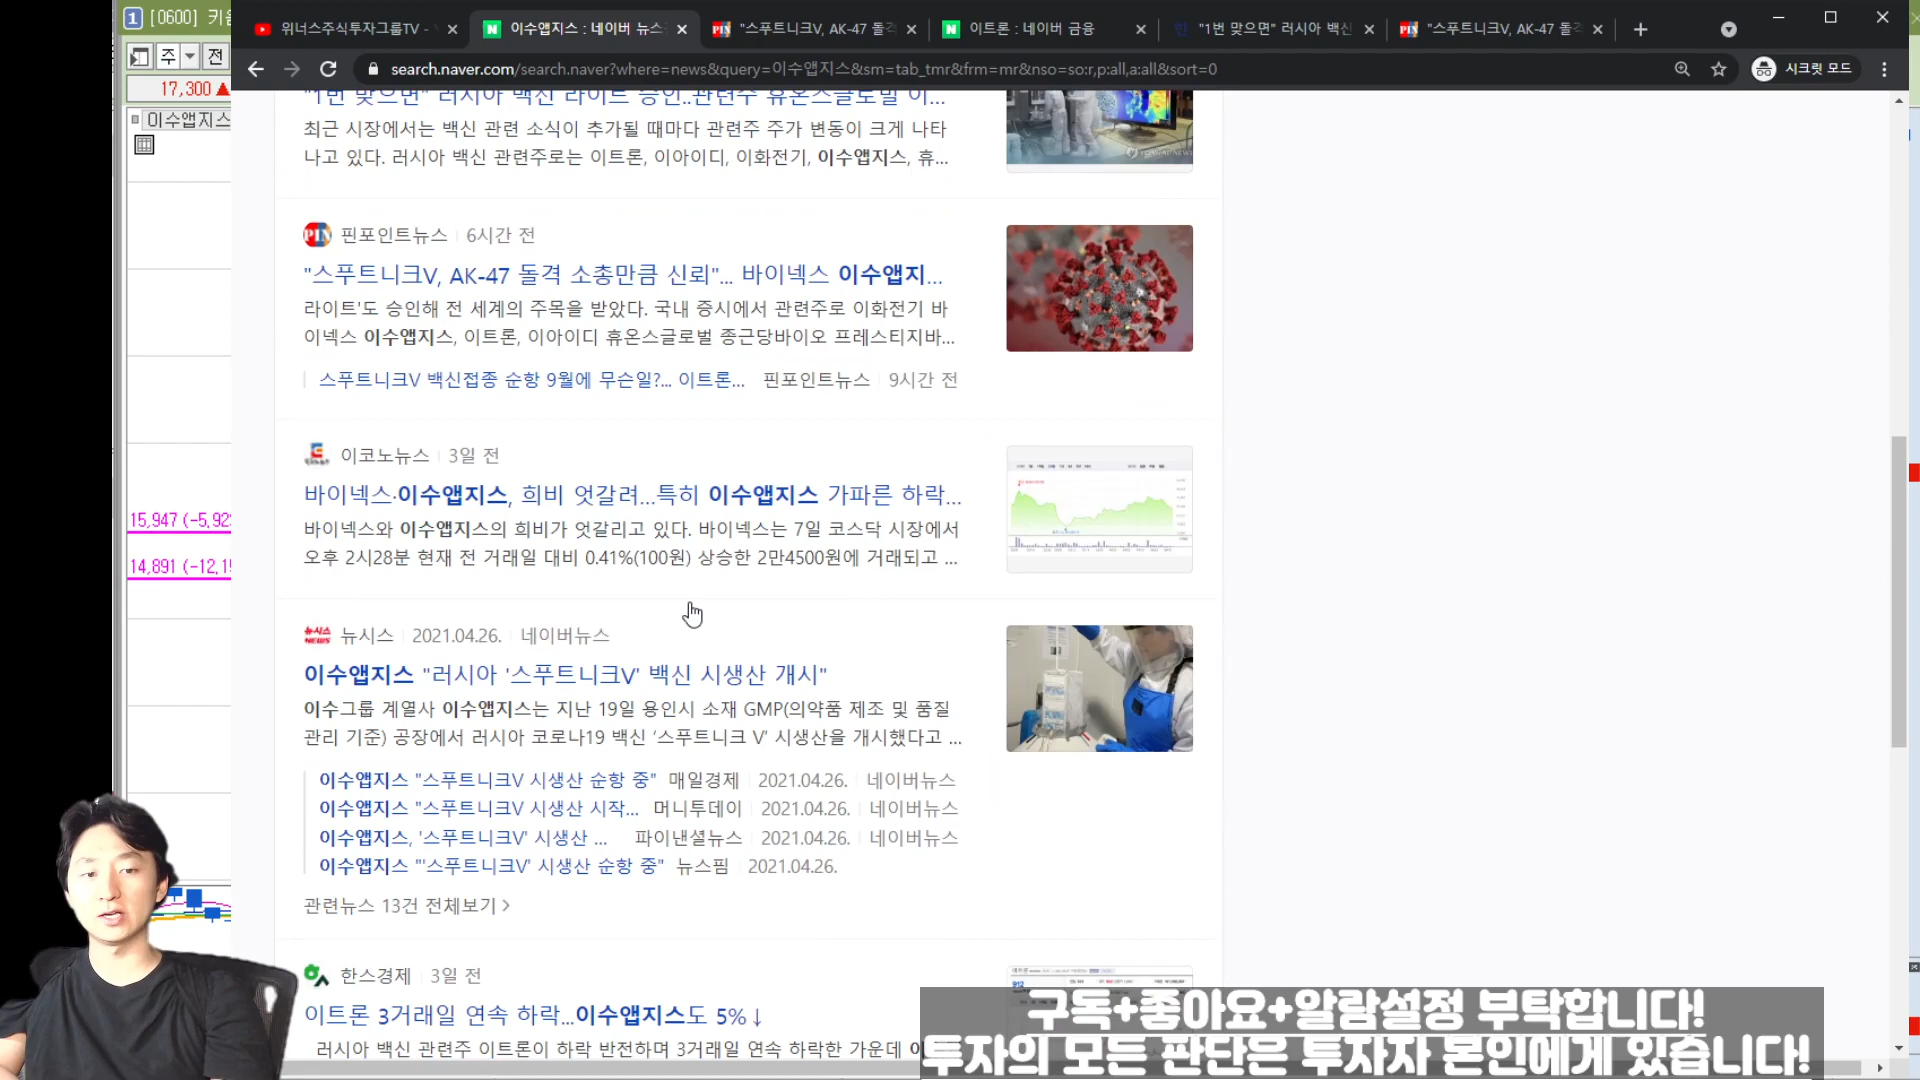 1 [0600] 키움
위너스주식투자그룹TV -
이수앱지스 : 네이버 뉴스
"스푸트니크V, AK-47 돌격
이트론 : 네이버 금융
"1번 맞으면" 러시아 백신
"스푸트니크V, AK-47 돌격
search.naver.com/search.naver?where=news&query=이수앱지스&sm=tab_tmr&frm=mr&nso=so:r,p:all,a:all&sort=0
시크릿 모드
주
전
17,300▲
이수앱지스
15,947 (-5,92%
14,891 (-12,15
"1번 맞으면" 러시아 백신 라이트 승인..관련주 휴온스글로벌 이...
최근 시장에서는 백신 관련 소식이 추가될 때마다 관련주 주가 변동이 크게 나타
나고 있다. 러시아 백신 관련주로는 이트론, 이아이디, 이화전기, 이수앱지스, 휴...
PIN 핀포인트뉴스 6시간 전
"스푸트니크V, AK-47 돌격 소총만큼 신뢰"... 바이넥스 이수앱지...
라이트'도 승인해 전 세계의 주목을 받았다. 국내 증시에서 관련주로 이화전기 바
이넥스 이수앱지스, 이트론, 이아이디 휴온스글로벌 종근당바이오 프레스티지바...
스푸트니크V 백신접종 순항 9월에 무슨일?... 이트론... 핀포인트뉴스 9시간 전
이코노뉴스 3일 전
바이넥스·이수앱지스, 희비 엇갈려...특히 이수앱지스 가파른 하락...
바이넥스와 이수앱지스의 희비가 엇갈리고 있다. 바이넥스는 7일 코스닥 시장에서
오후 2시28분 현재 전 거래일 대비 0.41%(100원) 상승한 2만4500원에 거래되고 ...
뉴시스 NEWS 뉴시스 2021.04.26. 네이버뉴스
이수앱지스 "러시아 '스푸트니크V' 백신 시생산 개시"
이수그룹 계열사 이수앱지스는 지난 19일 용인시 소재 GMP(의약품 제조 및 품질
관리 기준) 공장에서 러시아 코로나19 백신 '스푸트니크 V' 시생산을 개시했다고 ...
이수앱지스 "스푸트니크V 시생산 순항 중" 매일경제 2021.04.26. 네이버뉴스
이수앱지스 "스푸트니크V 시생산 시작... 머니투데이 2021.04.26. 네이버뉴스
이수앱지스, '스푸트니크V' 시생산 ... 파이낸셜뉴스 2021.04.26. 네이버뉴스
이수앱지스 "'스푸트니크V' 시생산 순항 중" 뉴스핌 2021.04.26.
관련뉴스 13건 전체보기 >
한스경제 3일 전
이트론 3거래일 연속 하락...이수앱지스도 5%↓
러시아 백신 관련주 이트론이 하락 반전하며 3거래일 연속 하락한 가운데 이
구독+좋아요+알람설정 부탁합니다!
투자의 모든 판단은 투자자 본인에게 있습니다!